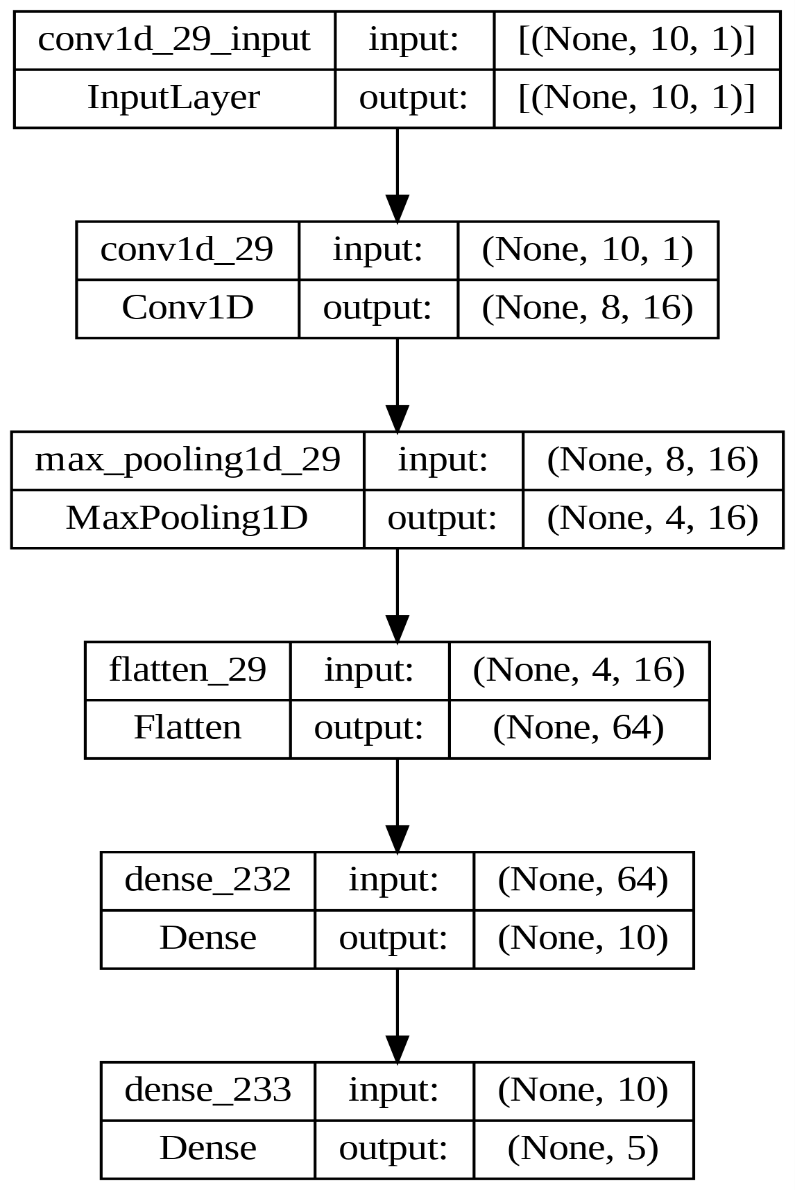 conv1d_29_input input: [(None, 10, 1)]
InputLayer output: [(None, 10, 1)]
conv1d_29 input: (None, 10, 1)
Conv1D output: (None, 8, 16)
max_pooling1d_29 input: (None, 8, 16)
MaxPooling1D output: (None, 4, 16)
flatten_29 input: (None, 4, 16)
Flatten output: (None, 64)
dense_232 input: (None, 64)
Dense output: (None, 10)
dense_233 input: (None, 10)
Dense output: (None, 5)